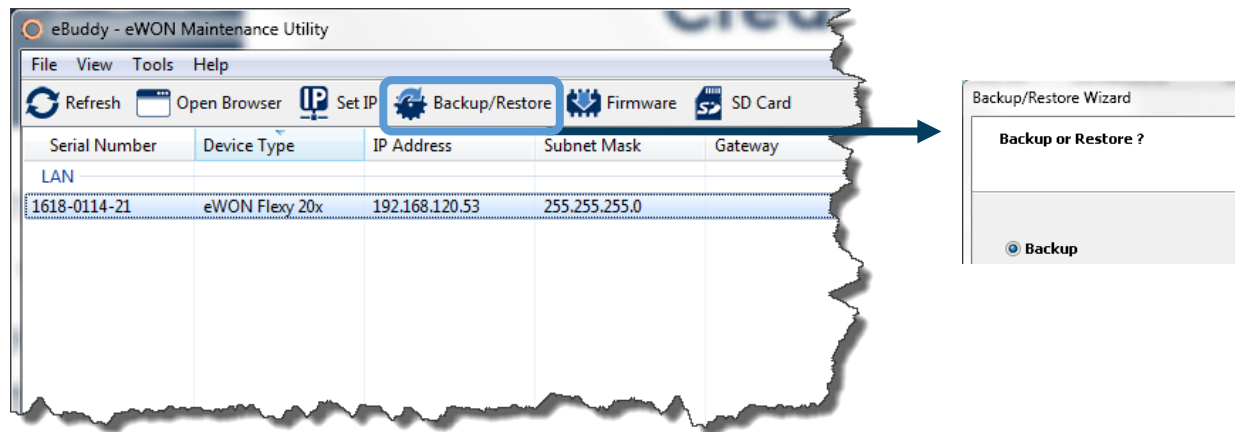 eBuddy - eWON Maintenance Utility
File View Tools Help
Refresh Open Browser IP Set IP Backup/Restore Firmware SD SD Card
Serial Number Device Type IP Address Subnet Mask Gateway
LAN
1618-0114-21 eWON Flexy 20x 192.168.120.53 255.255.255.0
Backup/Restore Wizard
Backup or Restore ?
Backup